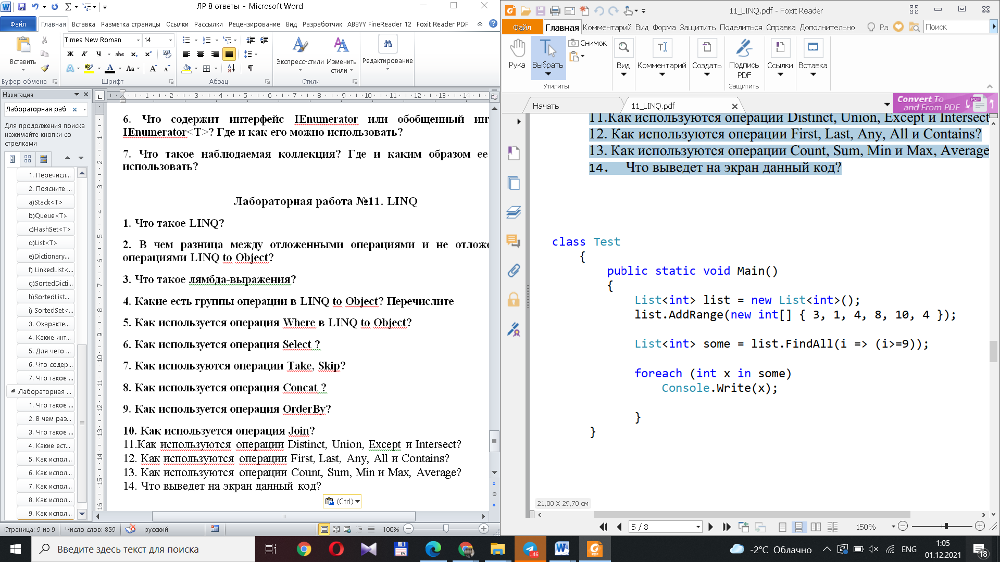 ЛР 8 ответы - Microsoft Word
Файл
Главная
Вставка
Разметка страницы
Ссылки
Рассылки
Рецензирование
Вид
Разработчик
ABBYY FineReader 12
Foxit Reader PDF
Вставить
Times New Roman
14
Экспресс-стили
Изменить стили
Редактирование
Буфер обмена
Шрифт
Абзац
Стили
Навигация
Лабораторная раб
Для продолжения поиска
нажимайте кнопки со
стрелками
1. Перечисл...
2. Поясните ...
a)Stack<T>
b)Queue<T>
c)HashSet<T>
d)List<T>
e)Dictionary...
f) LinkedList<...
g)SortedDicti...
h)SortedList...
i) SortedSet<...
3. Охаракте...
4. Какие инт...
5. Для чего ...
6. Что содер...
7. Что такое ...
Лабораторная ...
1. Что такое ...
2. В чем раз...
3. Что такое ...
4. Какие ест...
5. Как испол...
6. Как испол...
7. Как испол...
8. Как испол...
9. Как испол...
6. Что содержит интерфейс IEnumerator или обобщенный инт
IEnumerator<T>? Где и как его можно использовать?
7. Что такое наблюдаемая коллекция? Где и каким образом ее
использовать?
Лабораторная работа №11. LINQ
1. Что такое LINQ?
2. В чем разница между отложенными операциями и не отложе
операциями LINQ to Object?
3. Что такое лямбда-выражения?
4. Какие есть группы операции в LINQ to Object? Перечислите
5. Как используется операция Where в LINQ to Object?
6. Как используется операция Select ?
7. Как используются операции Take, Skip?
8. Как используется операция Concat ?
9. Как используется операция OrderBy?
10. Как используется операция Join?
11.Как используются операции Distinct, Union, Except и Intersect?
12. Как используются операции First, Last, Any, All и Contains?
13. Как используются операции Count, Sum, Min и Max, Average?
14. Что выведет на экран данный код?
(Ctrl)
Страница: 9 из 9
Число слов: 859
русский
100%
11_LINQ.pdf - Foxit Reader
Файл
Главная
Комментарий
Вид
Форма
Защитить
Поделиться
Справка
Дополнительно
Ра
Поиск
Рука
Выбрать
Снимок
Вид
Комментарий
Создать
Подпись PDF
Ссылки
Вставка
Утилиты
Защитить
Начать
11_LINQ.pdf
Convert To
and From PDF
PDF
11.Как используются операции Distinct, Union, Except и Intersect
12. Как используются операции First, Last, Any, All и Contains?
13. Как используются операции Count, Sum, Min и Max, Average
14. Что выведет на экран данный код?
class Test
{
public static void Main()
{
List<int> list = new List<int>();
list.AddRange(new int[] { 3, 1, 4, 8, 10, 4 });
List<int> some = list.FindAll(i => (i>=9));
foreach (int x in some)
Console.Write(x);
}
}
21,00 X 29,70 см
5 / 8
150%
Введите здесь текст для поиска
..46
-2°C Облачно
ENG
1:05
01.12.2021
18